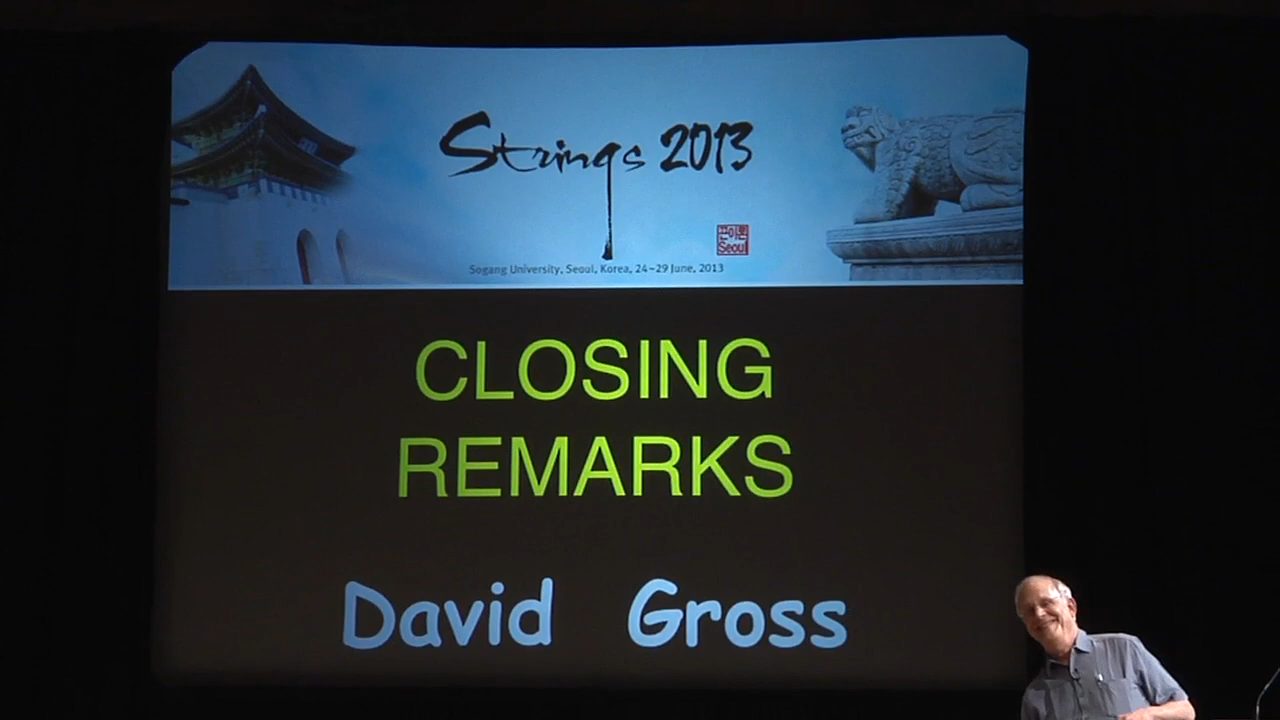 Strings 2013
Seoul
Sogang University, Seoul, Korea, 24~29 June, 2013
CLOSING
REMARKS
David Gross